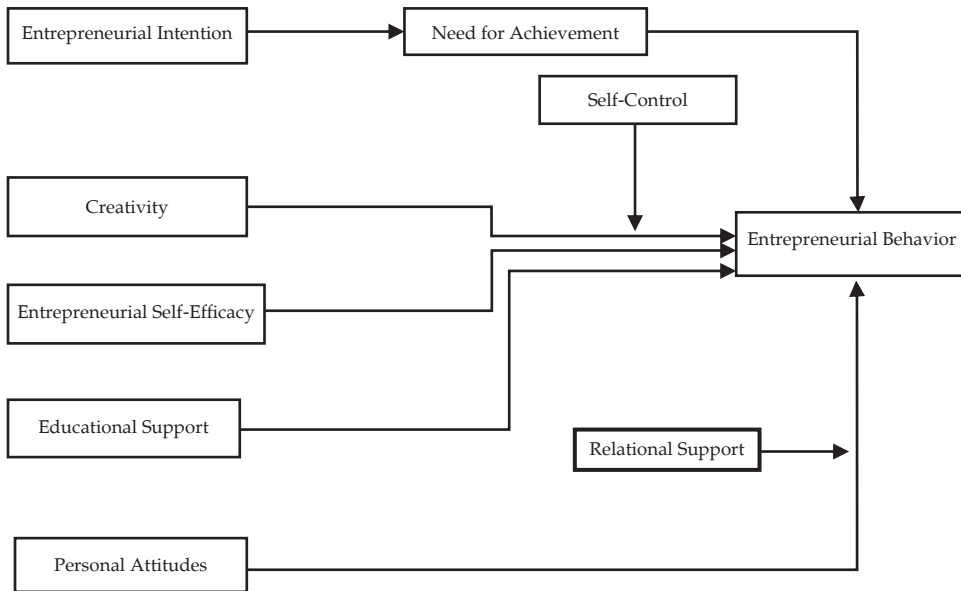 Entrepreneurial Intention
Need for Achievement
Self-Control
Creativity
Entrepreneurial Behavior
Entrepreneurial Self-Efficacy
Educational Support
Relational Support
Personal Attitudes